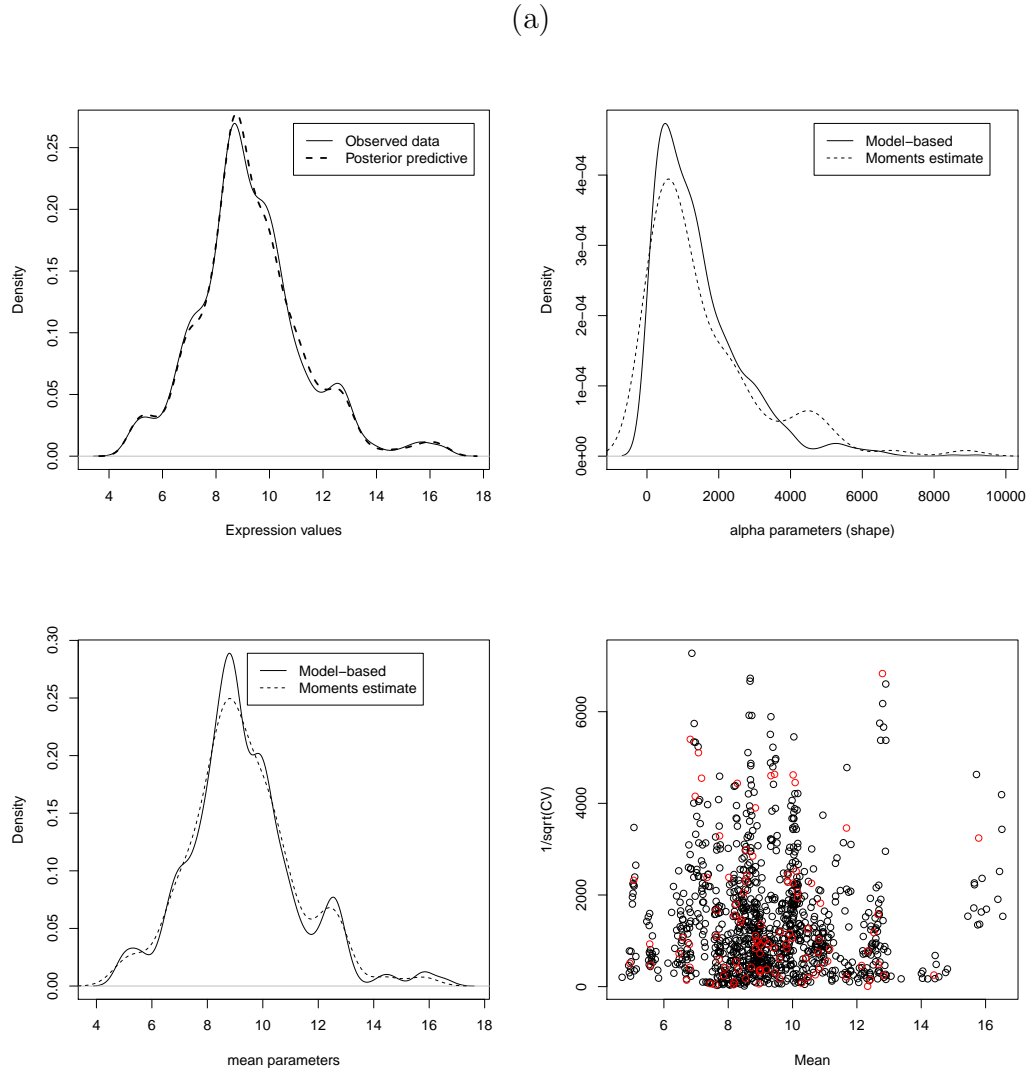 (a)
Observed data
Posterior predictive
Density
0.00
0.05
0.10
0.15
0.20
0.25
4 6 8 10 12 14 16 18
Expression values
Model−based
Moments estimate
Density
0e+00
1e−04
2e−04
3e−04
4e−04
0 2000 4000 6000 8000 10000
alpha parameters (shape)
Model−based
Moments estimate
Density
0.00
0.05
0.10
0.15
0.20
0.25
0.30
4 6 8 10 12 14 16 18
mean parameters
1/sqrt(CV)
0
2000
4000
6000
6 8 10 12 14 16
Mean